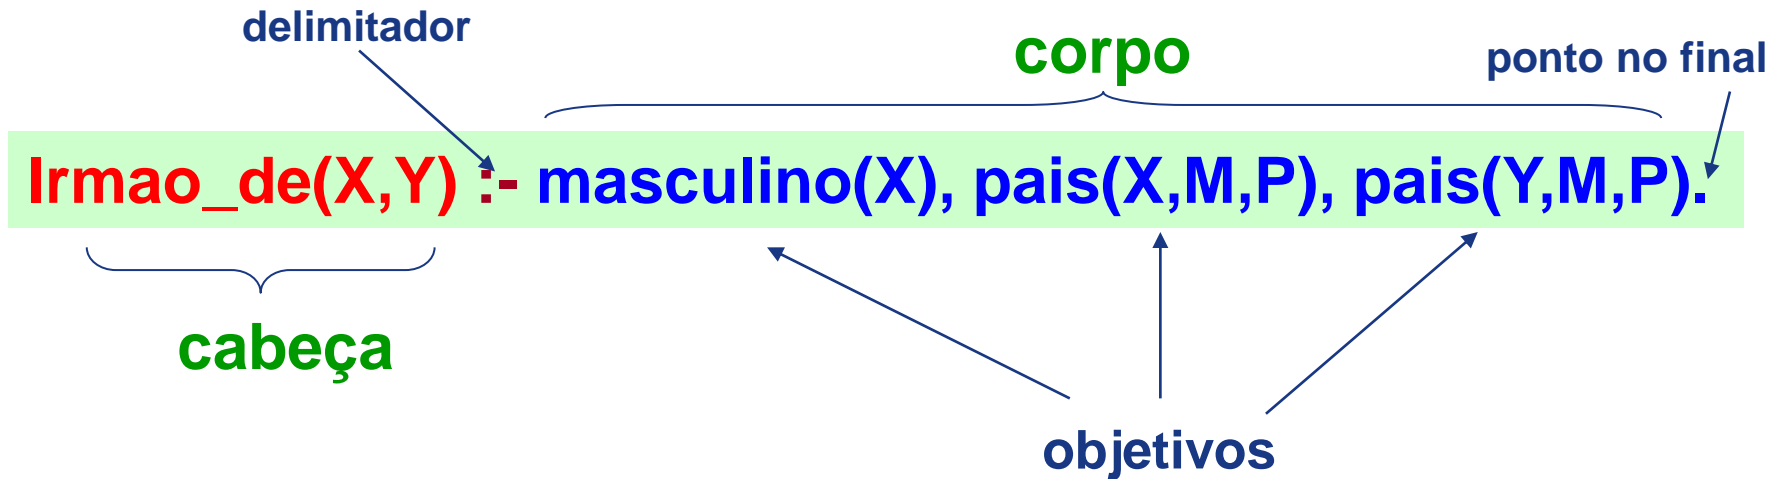 delimitador
corpo
ponto no final
Irmao_de(X,Y) :- masculino(X), pais(X,M,P), pais(Y,M,P).
cabeça
objetivos